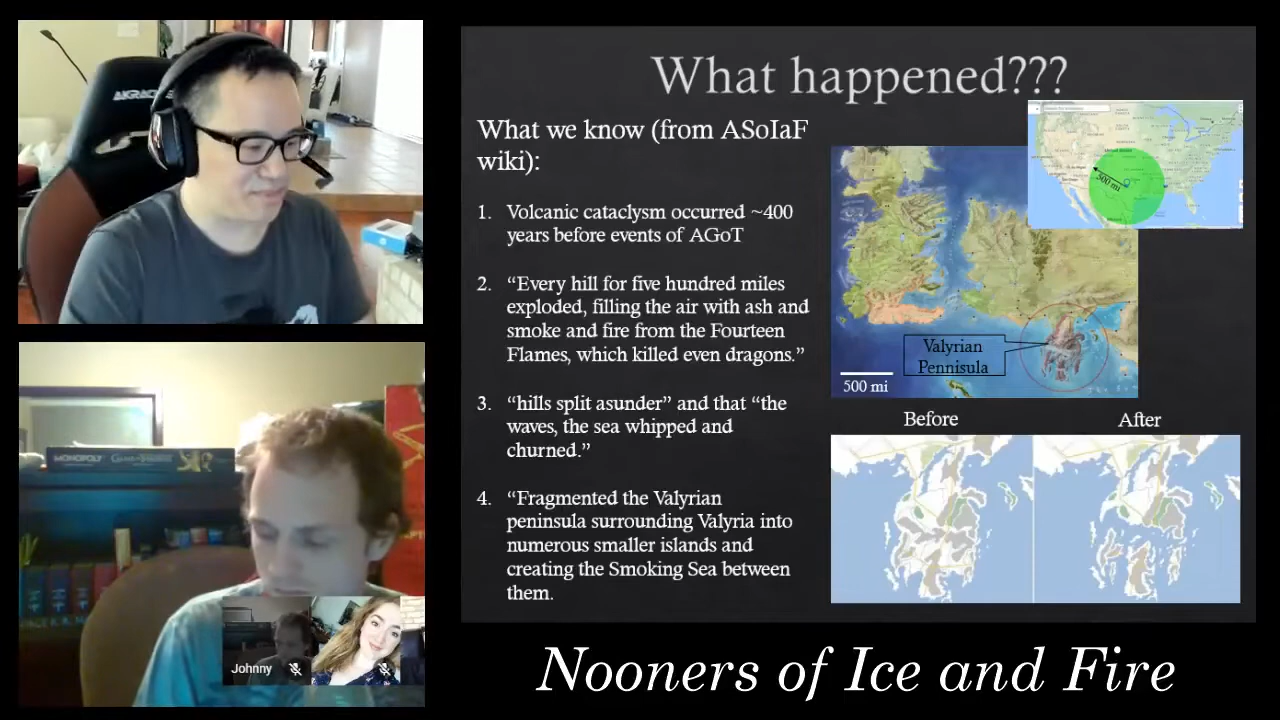 AKRACING
What happened???
What we know (from ASoIaF
wiki):
1. Volcanic cataclysm occurred ~400
years before events of AGoT
2. “Every hill for five hundred miles
exploded, filling the air with ash and
smoke and fire from the Fourteen
Flames, which killed even dragons.”
3. “hills split asunder” and that “the
waves, the sea whipped and
churned.”
4. “Fragmented the Valyrian
peninsula surrounding Valyria into
numerous smaller islands and
creating the Smoking Sea between
them.
500 mi
Valyrian
Pennisula
500 mi
Before
After
MONOPOLY
GAME OF THRONES
Johnny
Nooners of Ice and Fire